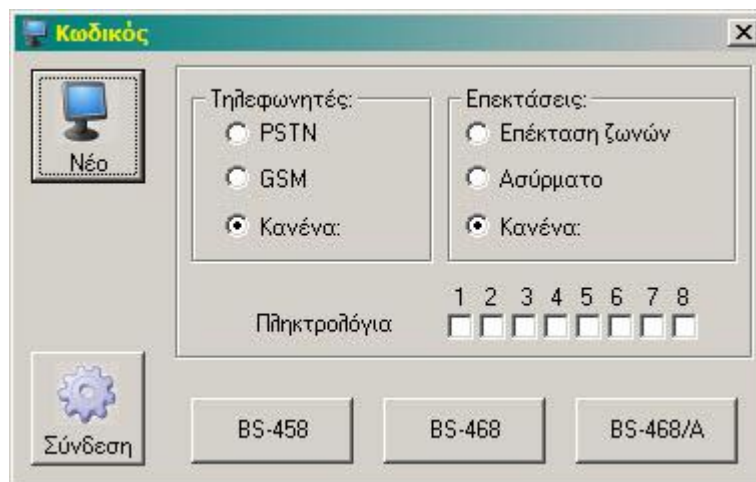 Κωδικός
Νέο
Τηλεφωνητές:
PSTN
GSM
Κανένα:
Επεκτάσεις:
Επέκταση ζωνών
Ασύρματο
Κανένα:
1 2 3 4 5 6 7 8
Πληκτρολόγια
Σύνδεση
BS-458
BS-468
BS-468/A